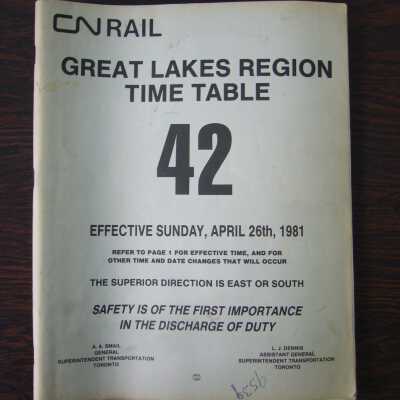 CN RAIL
GREAT LAKES REGION
TIME TABLE
42
EFFECTIVE SUNDAY, APRIL 26th, 1981
REFER TO PAGE 1 FOR EFFECTIVE TIME, AND FOR
OTHER TIME AND DATE CHANGES THAT WILL OCCUR
THE SUPERIOR DIRECTION IS EAST OR SOUTH
SAFETY IS OF THE FIRST IMPORTANCE
IN THE DISCHARGE OF DUTY
A. A. SMAIL
GENERAL
SUPERINTENDENT TRANSPORTATION
TORONTO
L. J. DENNIS
ASSISTANT GENERAL
SUPERINTENDENT TRANSPORTATION
TORONTO